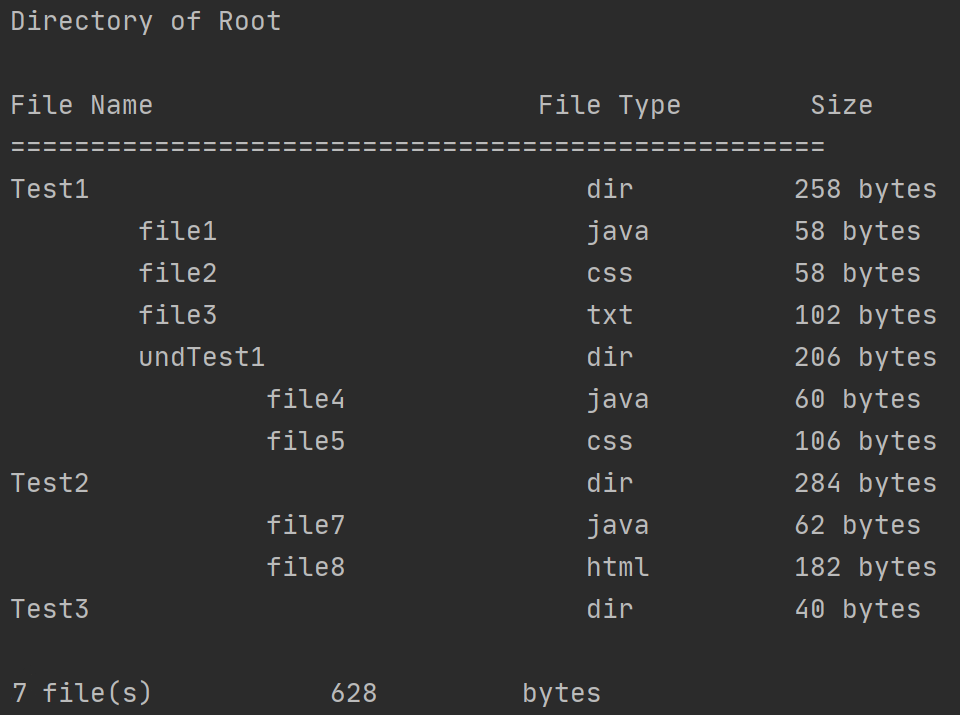 Directory of Root
File Name File Type Size
===================================================
Test1 dir 258 bytes
file1 java 58 bytes
file2 css 58 bytes
file3 txt 102 bytes
undTest1 dir 206 bytes
file4 java 60 bytes
file5 css 106 bytes
Test2 dir 284 bytes
file7 java 62 bytes
file8 html 182 bytes
Test3 dir 40 bytes
7 file(s) 628 bytes